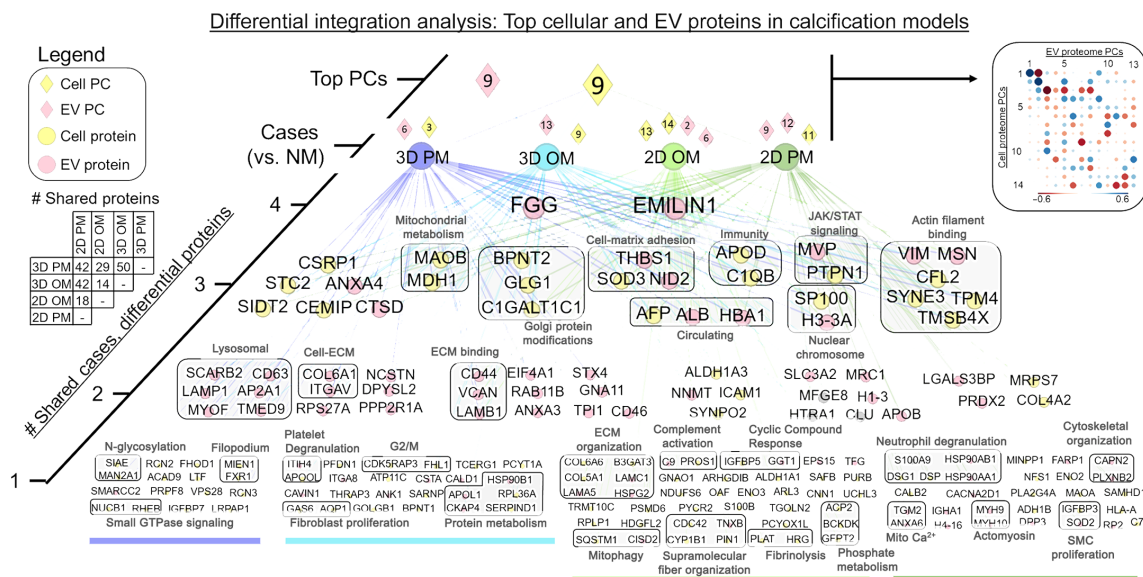 Differential integration analysis: Top cellular and EV proteins in calcification models
Legend
Cell PC
EV PC
Cell protein
EV protein
# Shared proteins
2D PM 2D OM 3D OM 3D PM
3D PM 42 29 50 -
3D OM 42 14 -
2D OM 18 -
2D PM -
Top PCs
9 9
Cases
(vs. NM)
6 3 13 9 13 14 2 6 9 12 11
3D PM 3D OM 2D OM 2D PM
EV proteome PCs
1 5 10 13
Cell proteome PCs
1
5
10
14
−0.6 0.6
# Shared cases, differential proteins
4
FGG EMILIN1
3
Mitochondrial
metabolism
Cell-matrix adhesion
Immunity
JAK/STAT
signaling
Actin filament
binding
CSRP1
STC2 ANXA4
SIDT2 CEMIP CTSD
MAOB
MDH1
BPNT2
GLG1
C1GALT1C1
Golgi protein
modifications
THBS1
SOD3 NID2
APOD
C1QB
AFP ALB HBA1
Circulating
MVP
PTPN1
SP100
H3-3A
Nuclear
chromosome
VIM MSN
CFL2
SYNE3 TPM4
TMSB4X
2
Lysosomal
SCARB2 CD63
LAMP1 AP2A1
MYOF TMED9
Cell-ECM
COL6A1
ITGAV
RPS27A
NCSTN
DPYSL2
PPP2R1A
ECM binding
CD44
VCAN
LAMB1
EIF4A1 STX4
RAB11B GNA11
ANXA3 TPI1 CD46
ALDH1A3
NNMT ICAM1
SYNPO2
SLC3A2 MRC1
MFGE8 H1-3
HTRA1 CLU APOB
LGALS3BP MRPS7
PRDX2 COL4A2
1
N-glycosylation Filopodium
SIAE RCN2 FHOD1 MIEN1
MAN2A1 ACAD9 LTF FXR1
SMARCC2 PRPF8 VPS28 RCN3
NUCB1 RHEB IGFBP7 LRPAP1
Small GTPase signaling
Platelet
Degranulation
G2/M
ITIH4 PFDN1 CDK5RAP3 FHL1 TCERG1 PCYT1A
APOOL ITGA8 ATP11C CSTA CALD1 HSP90B1
CAVIN1 THRAP3 ANK1 SARNP APOL1 RPL36A
GAS6 AQP1 GOLGB1 BPNT1 CKAP4 SERPIND1
Fibroblast proliferation Protein metabolism
ECM
organization
Complement
activation
Cyclic Compound
Response
COL6A6 B3GAT3 C9 PROS1 IGFBP5 GGT1 EPS15 TFG
COL5A1 LAMC1 GNAO1 ARHGDIB ALDH1A1 SAFB PURB
LAMA5 HSPG2 NDUFS6 OAF ENO3 ARL3 CNN1 UCHL3
TRMT10C PSMD6 PYCR2 S100B TGOLN2 ACP2
RPLP1 HDGFL2 CDC42 TNXB PCYOX1L BCKDK
SQSTM1 CISD2 CYP1B1 PIN1 PLAT HRG GFPT2
Mitophagy
Supramolecular
fiber organization
Fibrinolysis
Phosphate
metabolism
Neutrophil degranulation
Cytoskeletal
organization
S100A9 HSP90AB1 MINPP1 FARP1 CAPN2
DSG1 DSP HSP90AA1 NFS1 ENO2 PLXNB2
CALB2 CACNA2D1 PLA2G4A MAOA SAMHD1
TGM2 IGHA1 MYH9 ADH1B IGFBP3 HLA-A
ANXA6 H4-16 MYH10 DPP3 SQD2 RP2 C7
Mito Ca²⁺
Actomyosin
SMC
proliferation